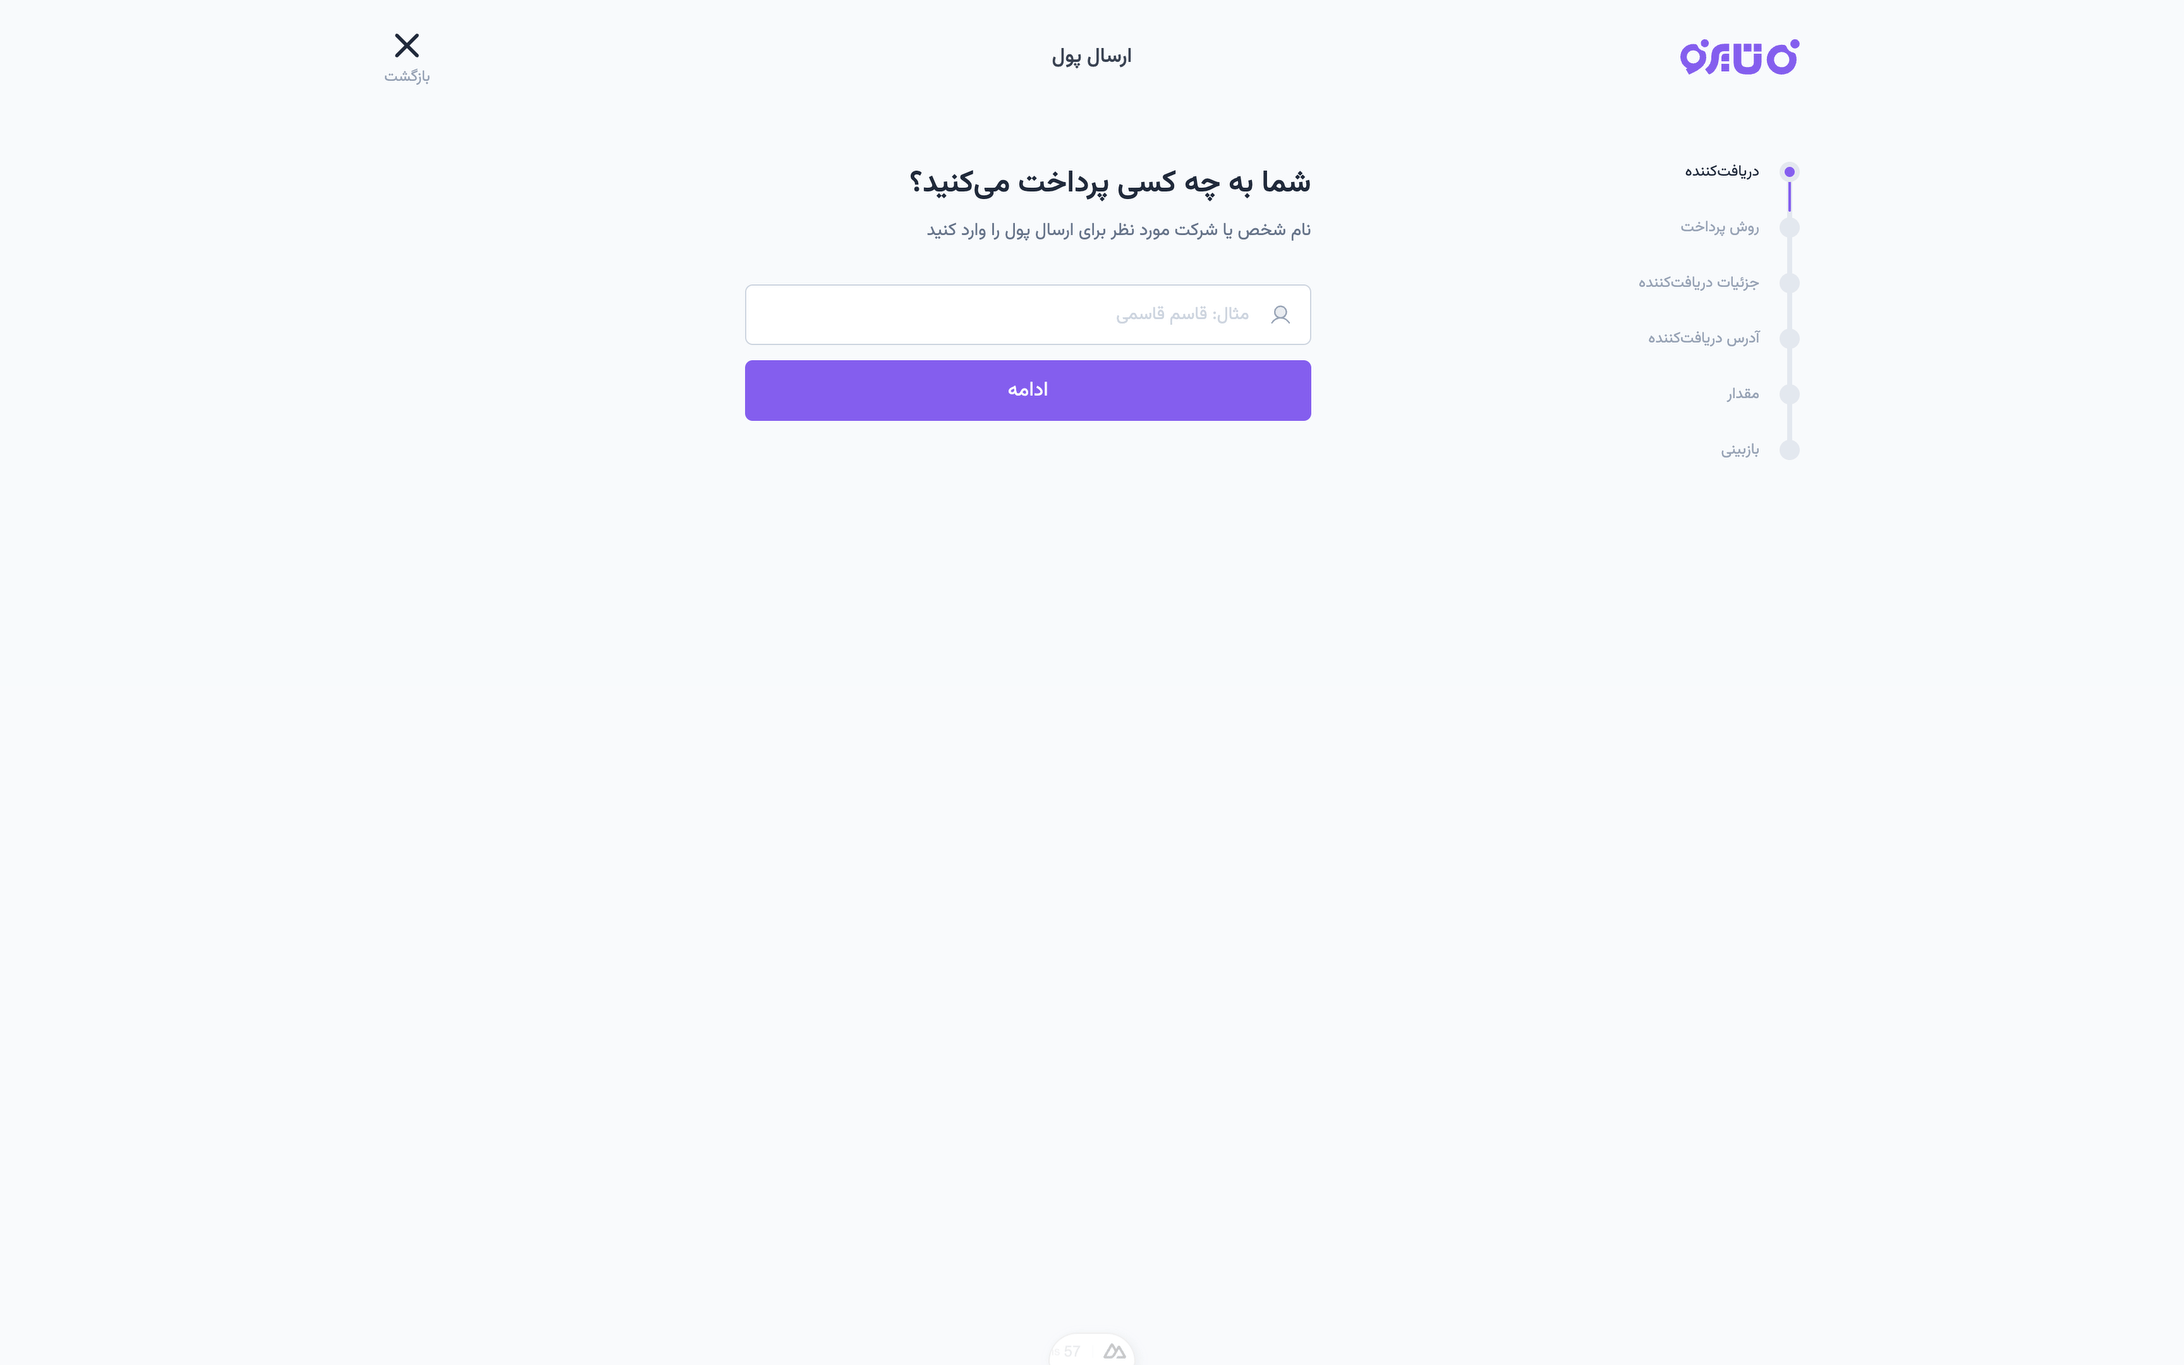 ارسال پول
بازگشت
دریافت‌کننده
روش پرداخت
جزئیات دریافت‌کننده
آدرس دریافت‌کننده
مقدار
بازبینی
شما به چه کسی پرداخت می‌کنید؟
نام شخص یا شرکت مورد نظر برای ارسال پول را وارد کنید
مثال: قاسم قاسمی
ادامه
57